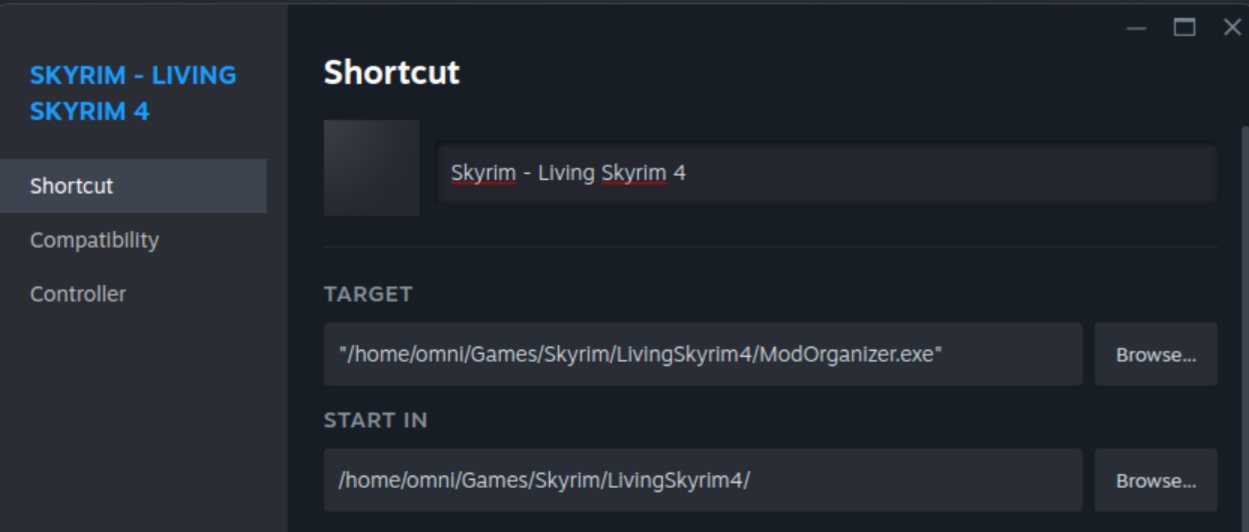 SKYRIM - LIVING
SKYRIM 4
Shortcut
Compatibility
Controller
Shortcut
Skyrim - Living Skyrim 4
TARGET
"/home/omni/Games/Skyrim/LivingSkyrim4/ModOrganizer.exe"
Browse...
START IN
/home/omni/Games/Skyrim/LivingSkyrim4/
Browse...